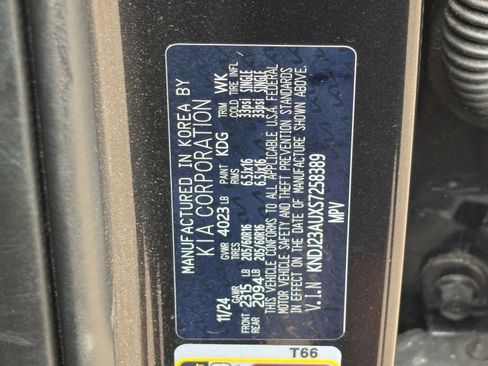 MANUFACTURED IN KOREA BY
KIA CORPORATION
11/24 GVWR 4023 LB PAINT KDG TRIM WK
GAWR TIRES RIMS COLD TIRE INFL
FRONT 2315 LB 205/60R16 6.5Jx16 33psi SINGLE
REAR 2094 LB 205/60R16 6.5Jx16 33psi SINGLE
THIS VEHICLE CONFORMS TO ALL APPLICABLE U.S.A. FEDERAL
MOTOR VEHICLE SAFETY AND THEFT PREVENTION STANDARDS
IN EFFECT ON THE DATE OF MANUFACTURE SHOWN ABOVE.
V.I.N KNDJ23AUXS7258389
MPV
T66